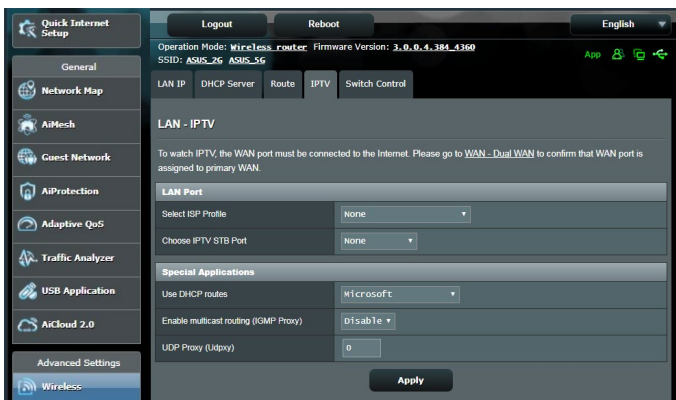 Quick Internet
Setup
Logout
Reboot
English
Operation Mode: Wireless router Firmware Version: 3.0.0.4.384_4360
SSID: ASUS_2G ASUS_5G
App
General
Network Map
AiMesh
Guest Network
AiProtection
Adaptive QoS
Traffic Analyzer
USB Application
AiCloud 2.0
Advanced Settings
Wireless
LAN IP DHCP Server Route IPTV Switch Control
LAN - IPTV
To watch IPTV, the WAN port must be connected to the Internet. Please go to WAN - Dual WAN to confirm that WAN port is
assigned to primary WAN.
LAN Port
Select ISP Profile None
Choose IPTV STB Port None
Special Applications
Use DHCP routes Microsoft
Enable multicast routing (IGMP Proxy) Disable
UDP Proxy (Udpxy) 0
Apply